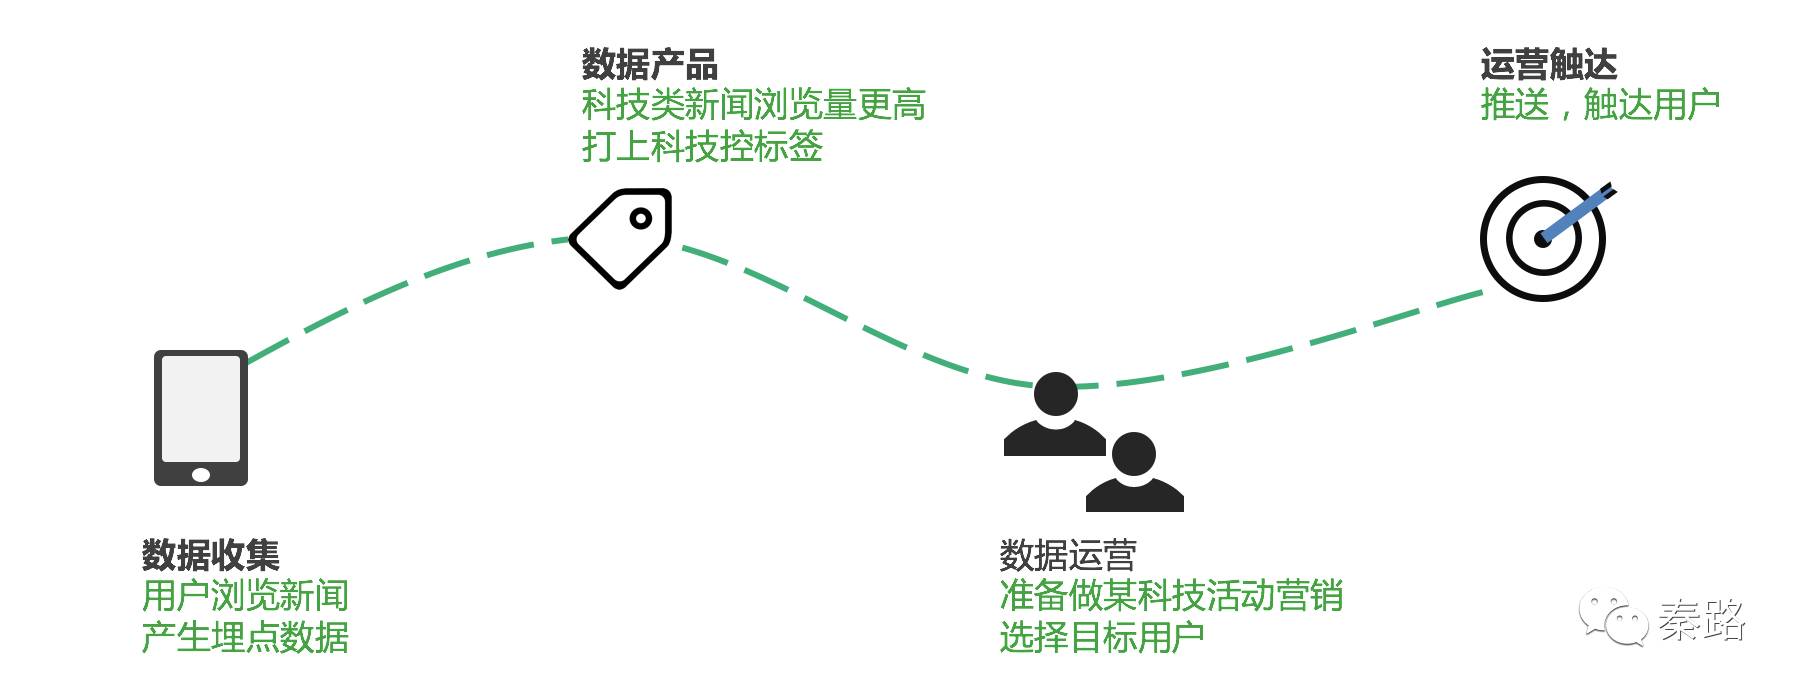 数据产品
科技类新闻浏览量更高
打上科技控标签
运营触达
推送，触达用户
数据收集
用户浏览新闻
产生埋点数据
数据运营
准备做某科技活动营销
选择目标用户
秦路